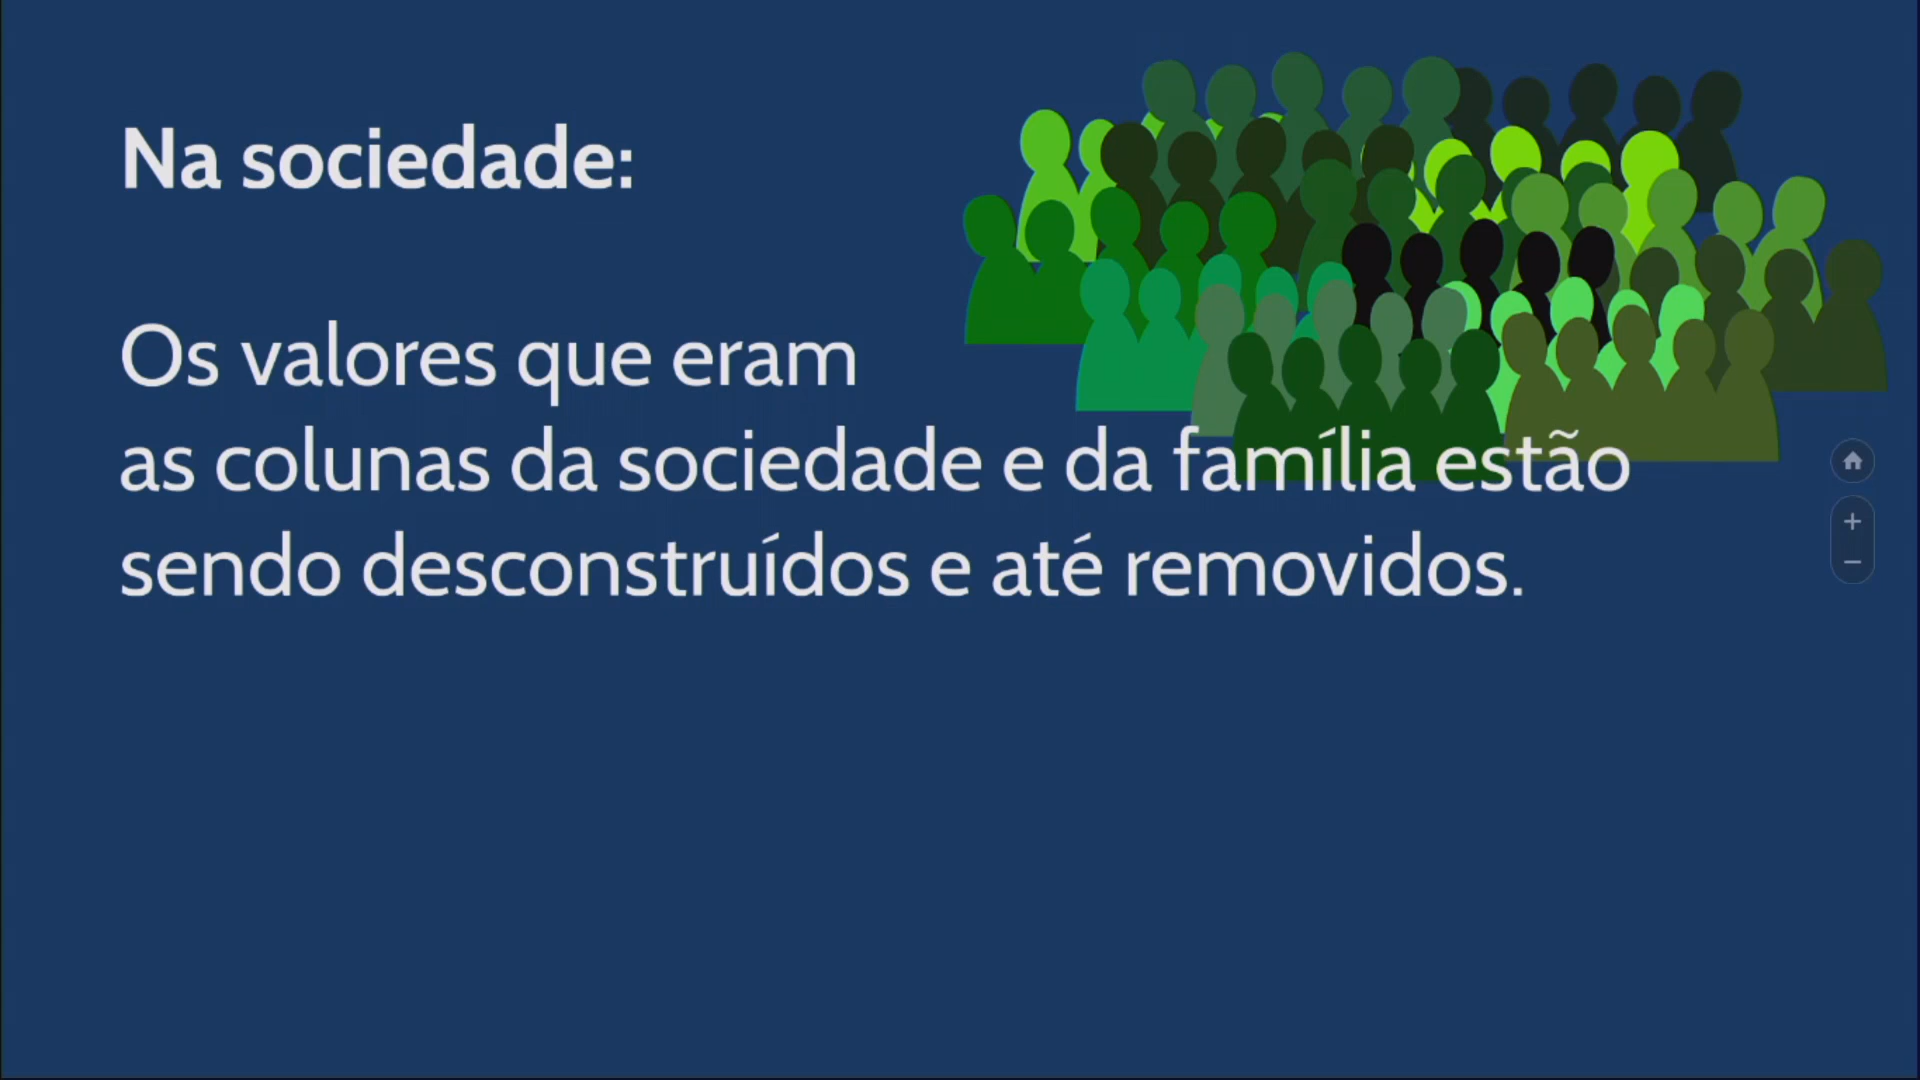 Na sociedade:
Os valores que eram
as colunas da sociedade e da família estão
sendo desconstruídos e até removidos.